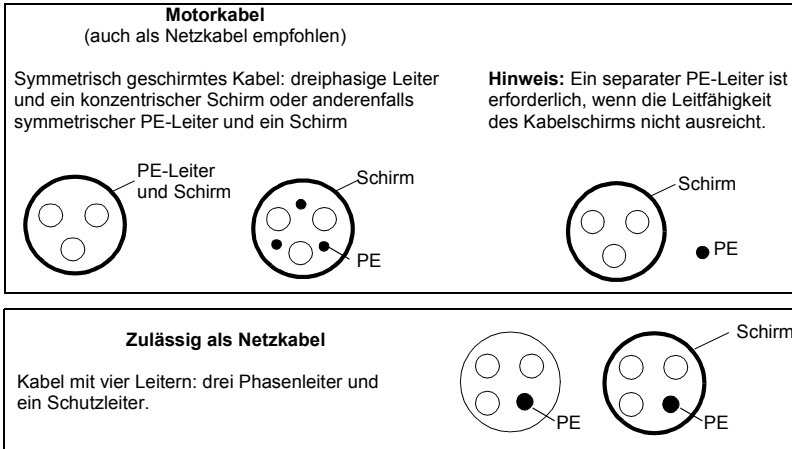 Motorkabel
(auch als Netzkabel empfohlen)
Symmetrisch geschirmtes Kabel: dreiphasige Leiter
und ein konzentrischer Schirm oder anderenfalls
symmetrischer PE-Leiter und ein Schirm
Hinweis: Ein separater PE-Leiter ist
erforderlich, wenn die Leitfähigkeit
des Kabelschirms nicht ausreicht.
PE-Leiter
und Schirm
Schirm
PE
Schirm
PE
Zulässig als Netzkabel
Kabel mit vier Leitern: drei Phasenleiter und
ein Schutzleiter.
Schirm
PE
PE